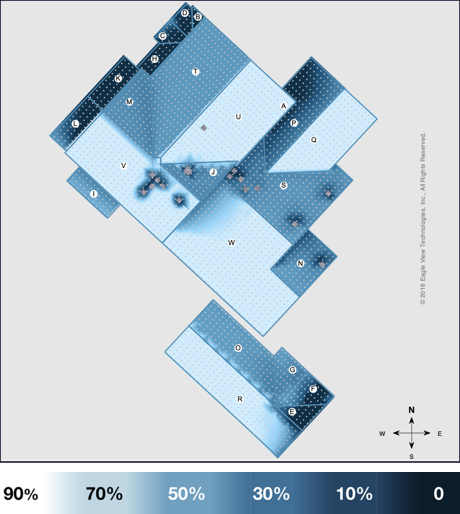 D
B
C
H
T
K
M
A
U
L
P
Q
V
J
S
I
W
N
O
G
F
R
E
N
W E
S
© 2018 Eagle View Technologies, Inc., All Rights Reserved.
90% 70% 50% 30% 10% 0